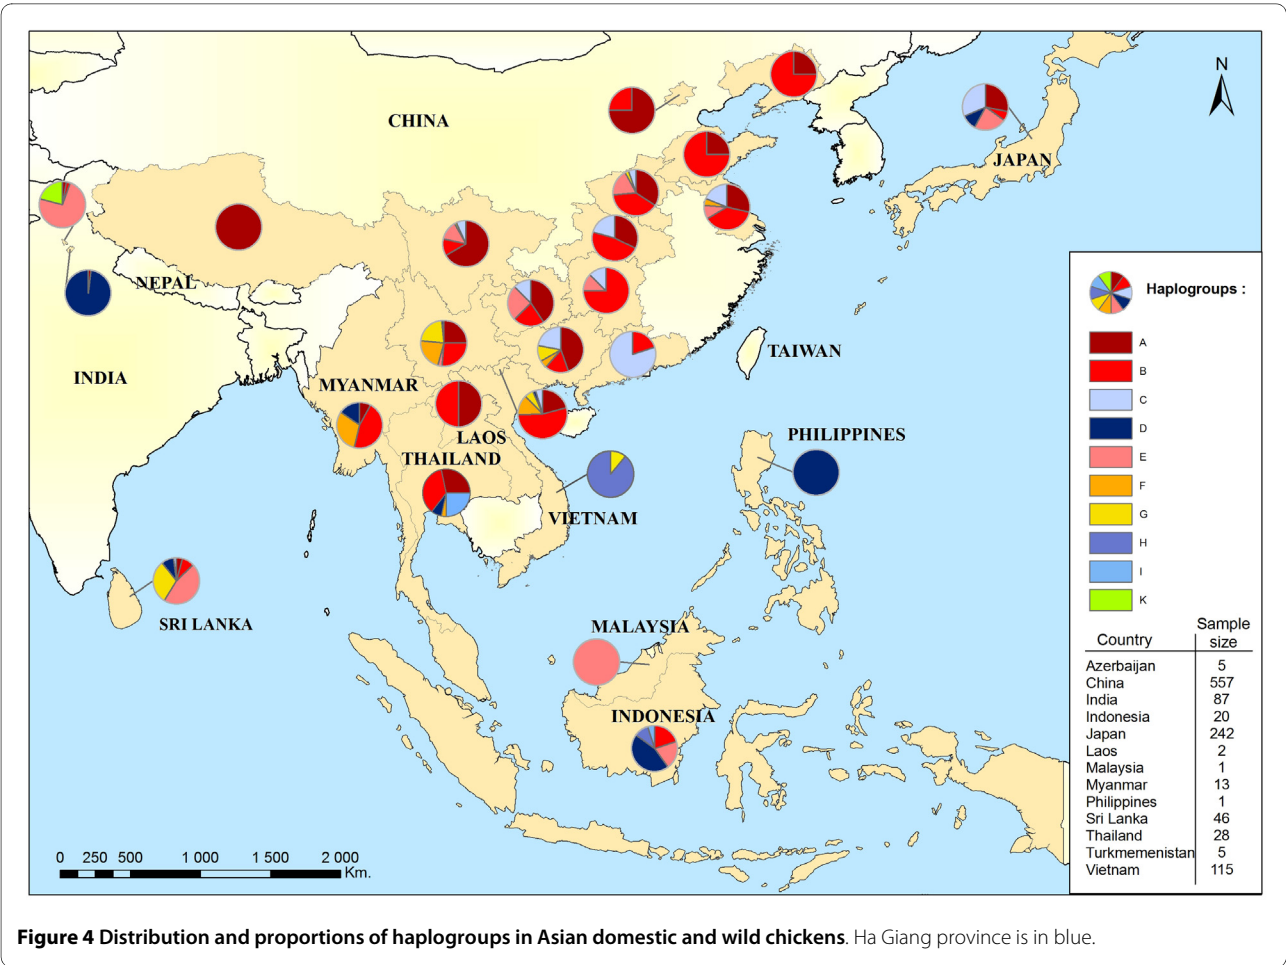 N
CHINA
JAPAN
NEPAL
INDIA
TAIWAN
MYANMAR
LAOS
THAILAND
PHILIPPINES
VIETNAM
SRI LANKA
MALAYSIA
INDONESIA
0 250 500 1 000 1 500 2 000
Km.
Haplogroups :
A
B
C
D
E
F
G
H
I
K
Country Sample size
Azerbaijan 5
China 557
India 87
Indonesia 20
Japan 242
Laos 2
Malaysia 1
Myanmar 13
Philippines 1
Sri Lanka 46
Thailand 28
Turkmemenistan 5
Vietnam 115
Figure 4 Distribution and proportions of haplogroups in Asian domestic and wild chickens. Ha Giang province is in blue.